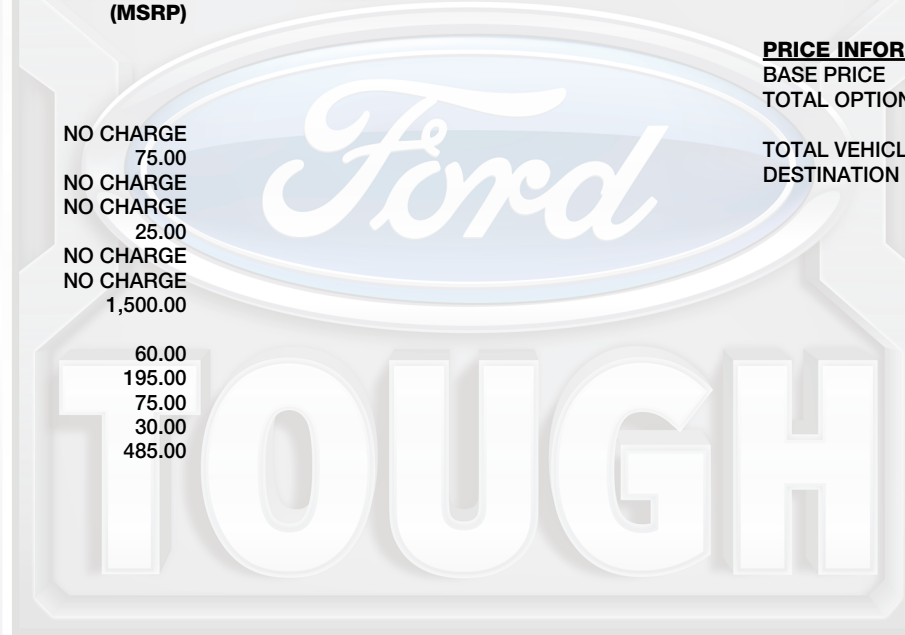 (MSRP)
NO CHARGE
75.00
NO CHARGE
NO CHARGE
25.00
NO CHARGE
NO CHARGE
1,500.00
60.00
195.00
75.00
30.00
485.00
PRICE INFOR
BASE PRICE
TOTAL OPTION
TOTAL VEHICL
DESTINATION
Ford
TOUGH